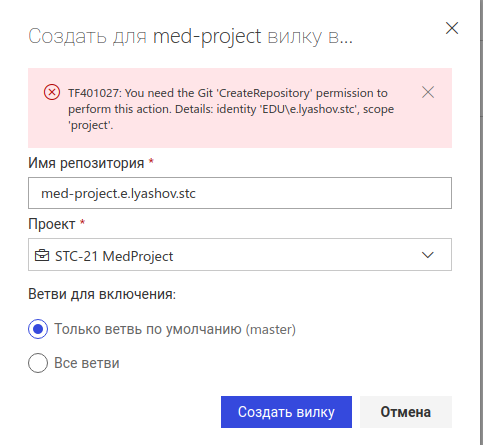 Создать для med-project вилку в...
TF401027: You need the Git 'CreateRepository' permission to
perform this action. Details: identity 'EDU\e.lyashov.stc', scope
'project'.
Имя репозитория *
med-project.e.lyashov.stc
Проект *
STC-21 MedProject
Ветви для включения:
Только ветвь по умолчанию (master)
Все ветви
Создать вилку Отмена